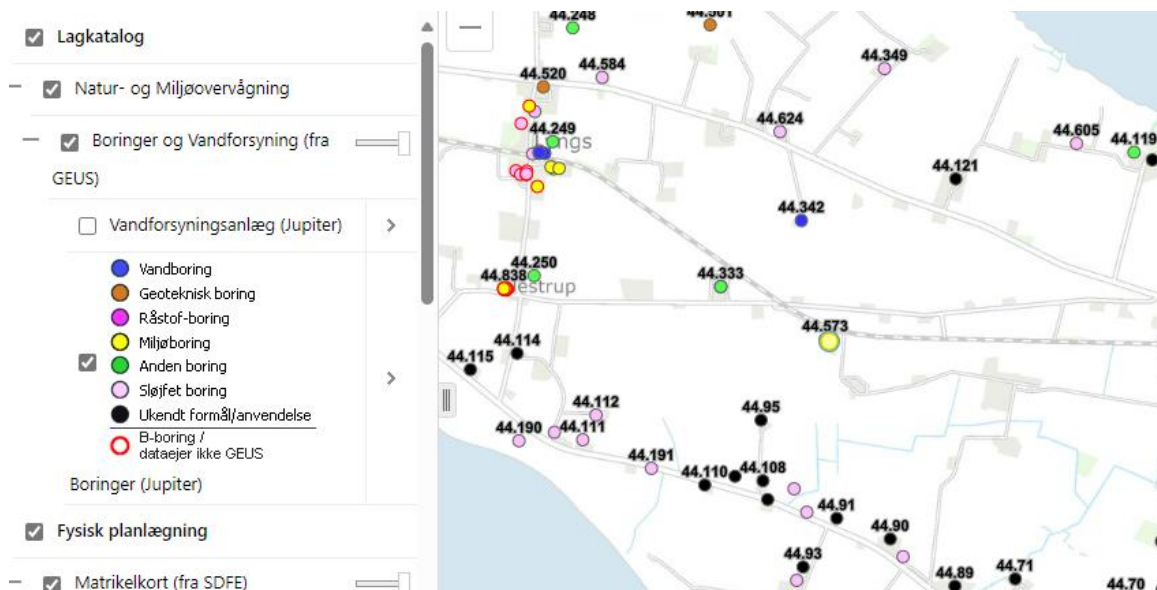 Lagkatalog
Natur- og Miljøovervågning
Boringer og Vandforsyning (fra
GEUS)
Vandforsyningsanlæg (Jupiter)
Vandboring
Geoteknisk boring
Råstof-boring
Miljøboring
Anden boring
Sløjfet boring
Ukendt formål/anvendelse
B-boring /
dataejer ikke GEUS
Boringer (Jupiter)
Fysisk planlægning
Matrikelkort (fra SDFE)
44.248
44.501
44.584
44.349
44.520
44.624
44.249
44.605
44.119
44.121
44.342
44.250
44.333
44.838
44.573
44.114
44.115
44.112
44.95
44.190
44.111
44.191
44.110
44.108
44.91
44.90
44.93
44.71
44.89
44.70